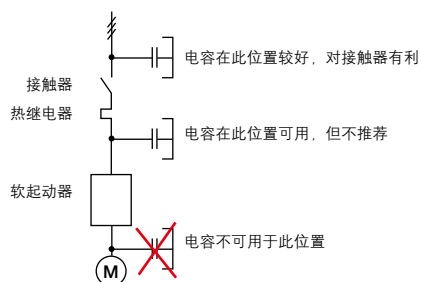 电容在此位置较好，对接触器有利
接触器
热继电器
电容在此位置可用，但不推荐
软起动器
电容不可用于此位置
M